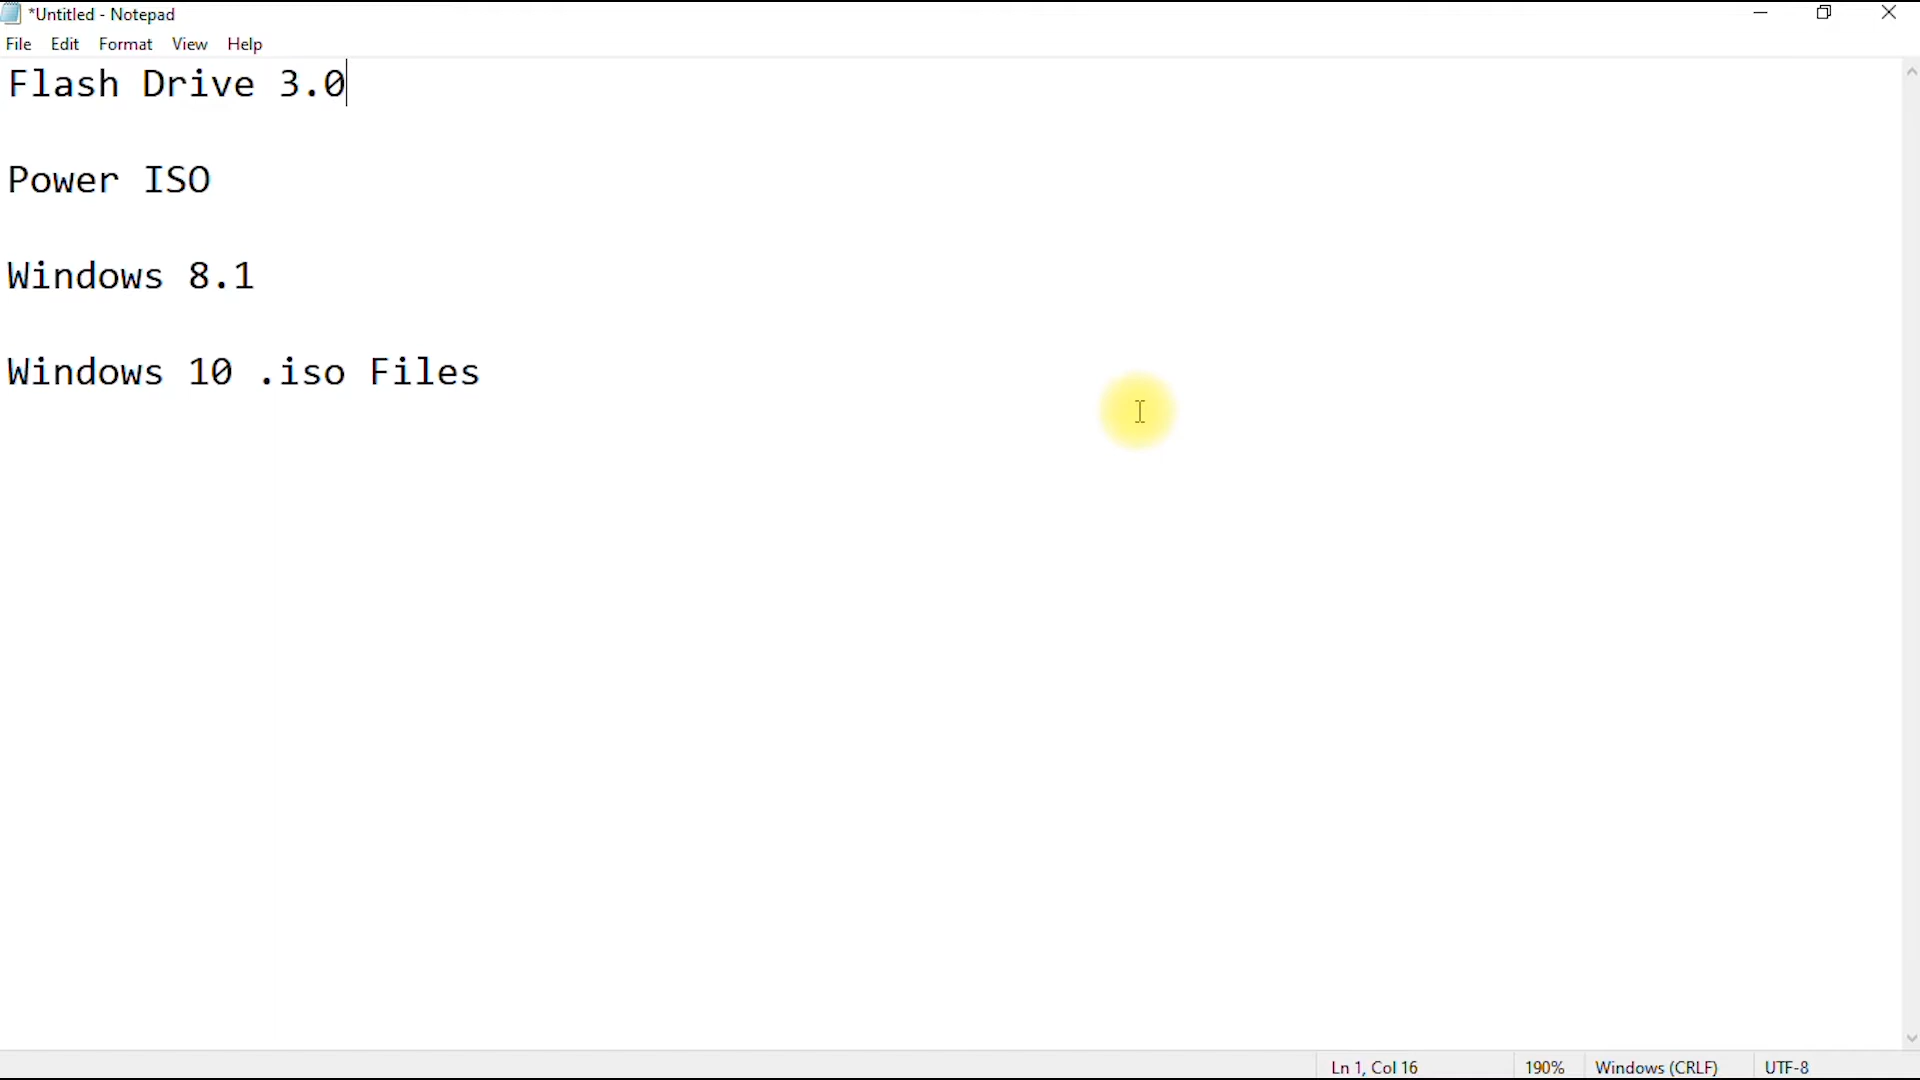 *Untitled - Notepad
File Edit Format View Help
Flash Drive 3.0
Power ISO
Windows 8.1
Windows 10 .iso Files
Ln 1, Col 16 190% Windows (CRLF) UTF-8